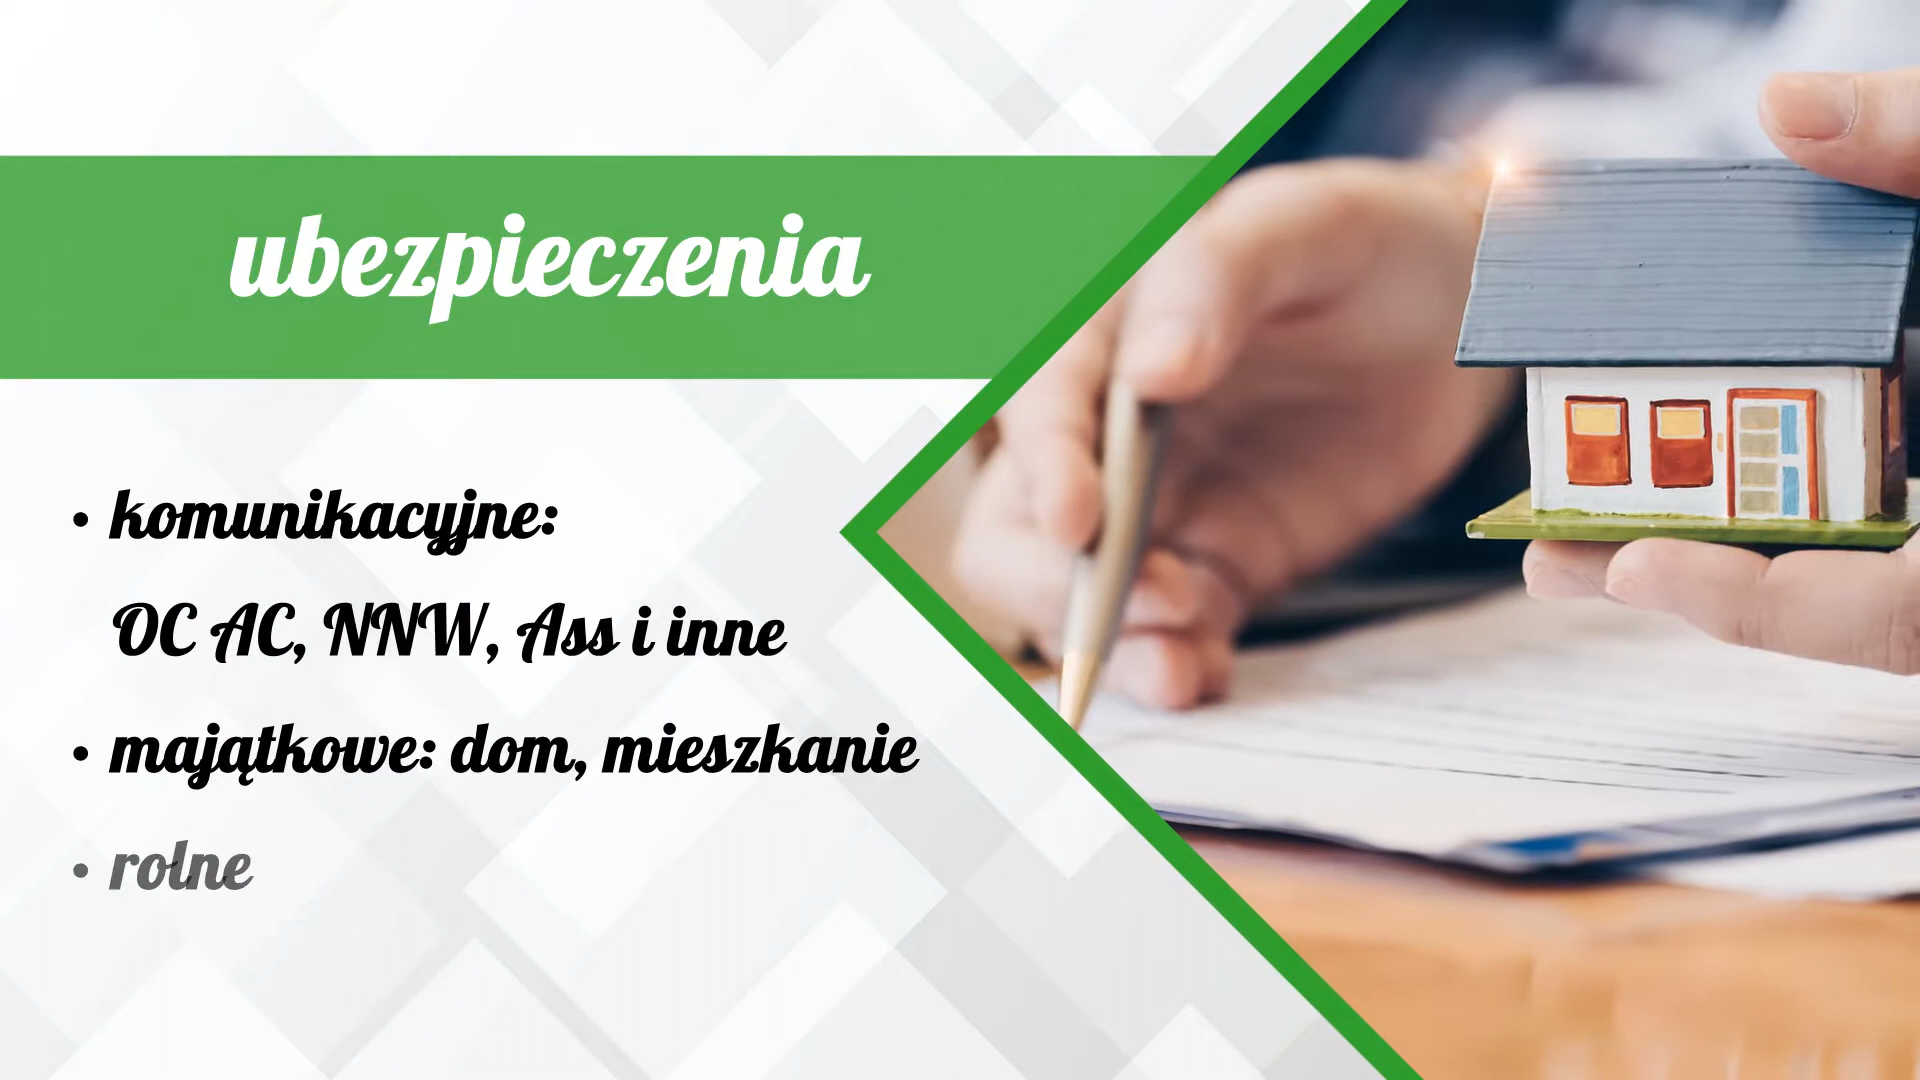 ubezpieczenia
• komunikacyjne:
OC AC, NNW, Ass i inne
• majątkowe: dom, mieszkanie
• rolne